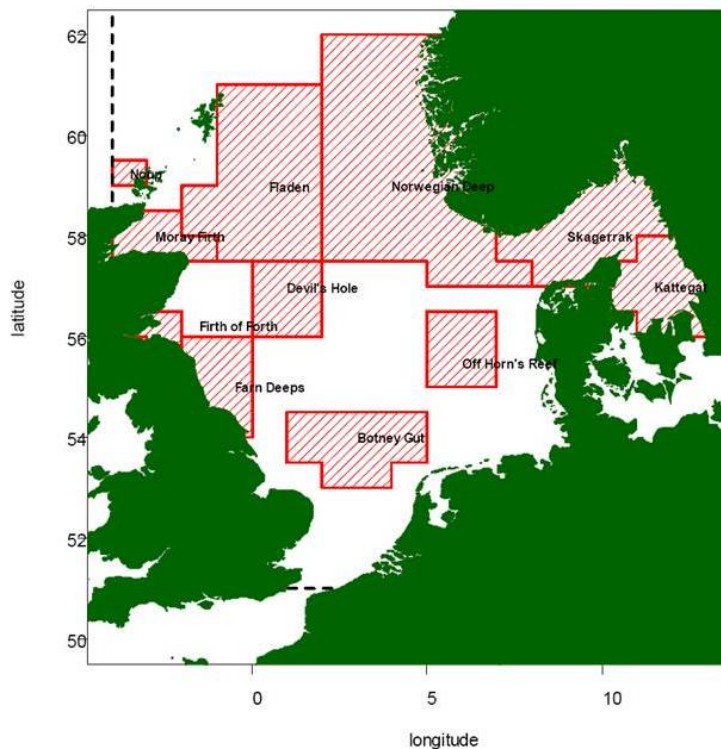 62
60
Noup
Fladen
Norwegian Deep
58
Moray Firth
Skagerrak
Devil's Hole
Kattegat
56
Firth of Forth
Off Horn's Reef
Farn Deeps
54
Botney Gut
52
50
latitude
0
5
10
longitude